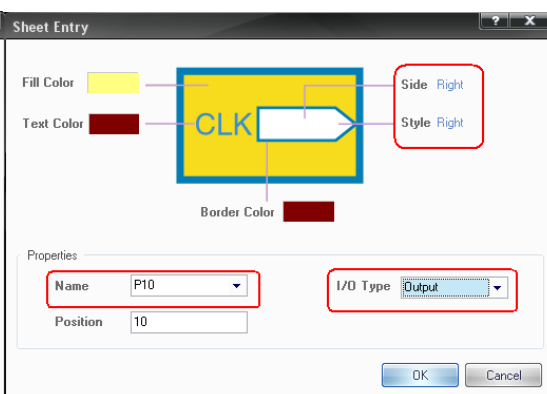 Sheet Entry
? X
Fill Color
Side Right
Text Color
CLK
Style Right
Border Color
Properties
Name P10
I/O Type Output
Position 10
OK Cancel